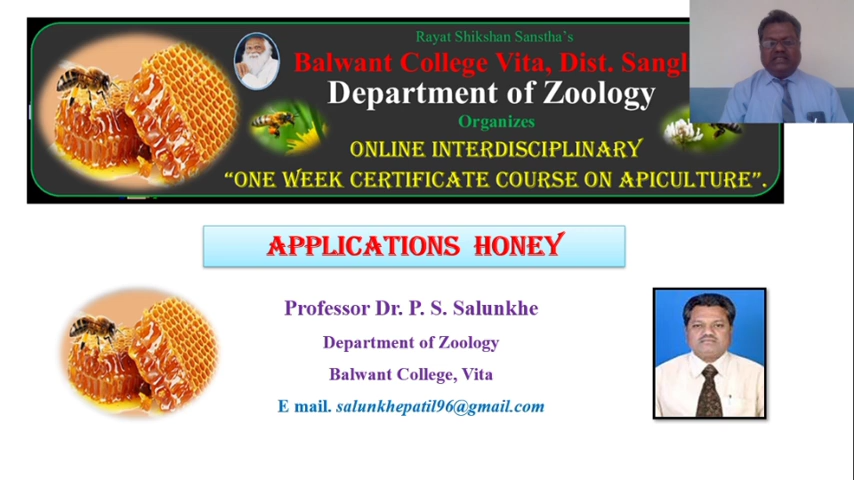 Rayat Shikshan Sanstha's
Balwant College Vita, Dist. Sangl
Department of Zoology
Organizes
ONLINE INTERDISCIPLINARY
“ONE WEEK CERTIFICATE COURSE ON APICULTURE”.
APPLICATIONS HONEY
Professor Dr. P. S. Salunkhe
Department of Zoology
Balwant College, Vita
E mail. salunkhepatil96@gmail.com